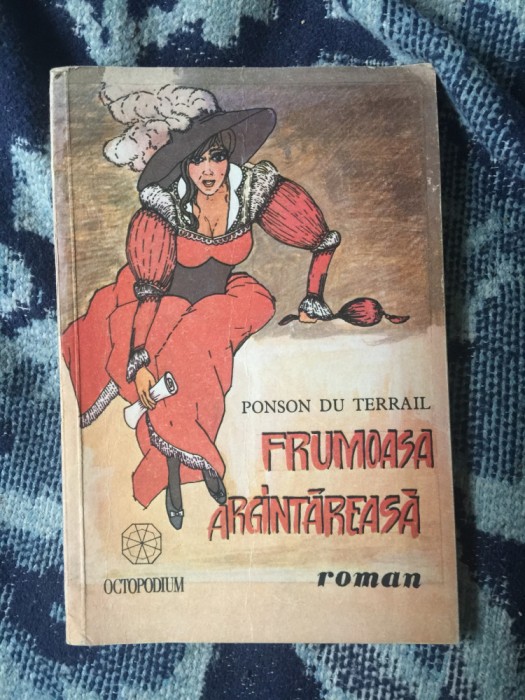 PONSON DU TERRAIL
FRUMOASA
ARGINTĂREASĂ
roman
OCTOPODIUM